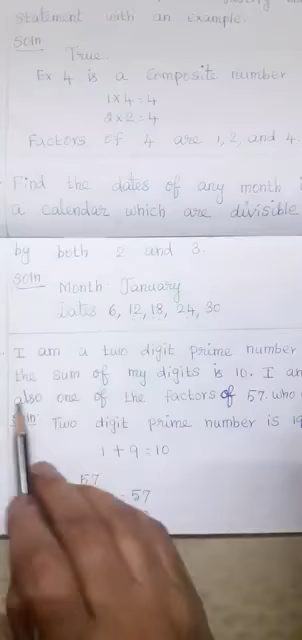 statement with an example.
Soln
True
Ex 4 is a composite number
1 x 4 = 4
2 x 2 = 4
Factors of 4 are 1, 2, and 4.
Find the dates of any month
a calendar which are divisible
by both 2 and 3.
Soln Month January
Dates 6, 12, 18, 24, 30
I am a two digit prime number
the sum of my digits is 10. I am
also one of the factors of 57. who
Soln Two digit prime number is 19
1 + 9 = 10
57
= 57